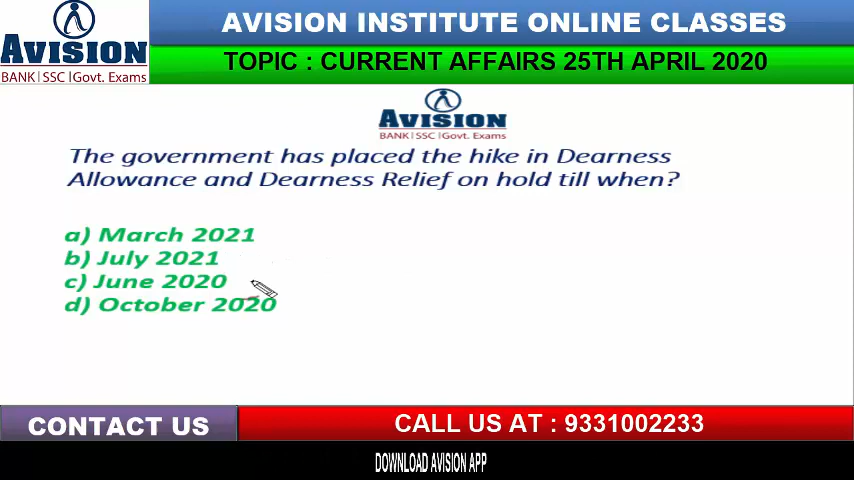 AVISION
BANK|SSC|Govt. Exams
AVISION INSTITUTE ONLINE CLASSES
TOPIC : CURRENT AFFAIRS 25TH APRIL 2020
AVISION
BANK|SSC|Govt. Exams
The government has placed the hike in Dearness
Allowance and Dearness Relief on hold till when?
a) March 2021
b) July 2021
c) June 2020
d) October 2020
CONTACT US
CALL US AT : 9331002233
DOWNLOAD AVISION APP